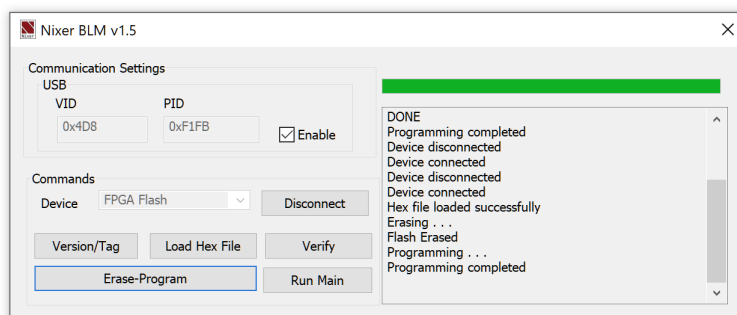 Nixer BLM v1.5
Communication Settings
USB
VID PID
0x4D8 0xF1FB Enable
Commands
Device FPGA Flash Disconnect
Version/Tag Load Hex File Verify
Erase-Program Run Main
DONE
Programming completed
Device disconnected
Device connected
Device disconnected
Device connected
Hex file loaded successfully
Erasing . . .
Flash Erased
Programming . . .
Programming completed